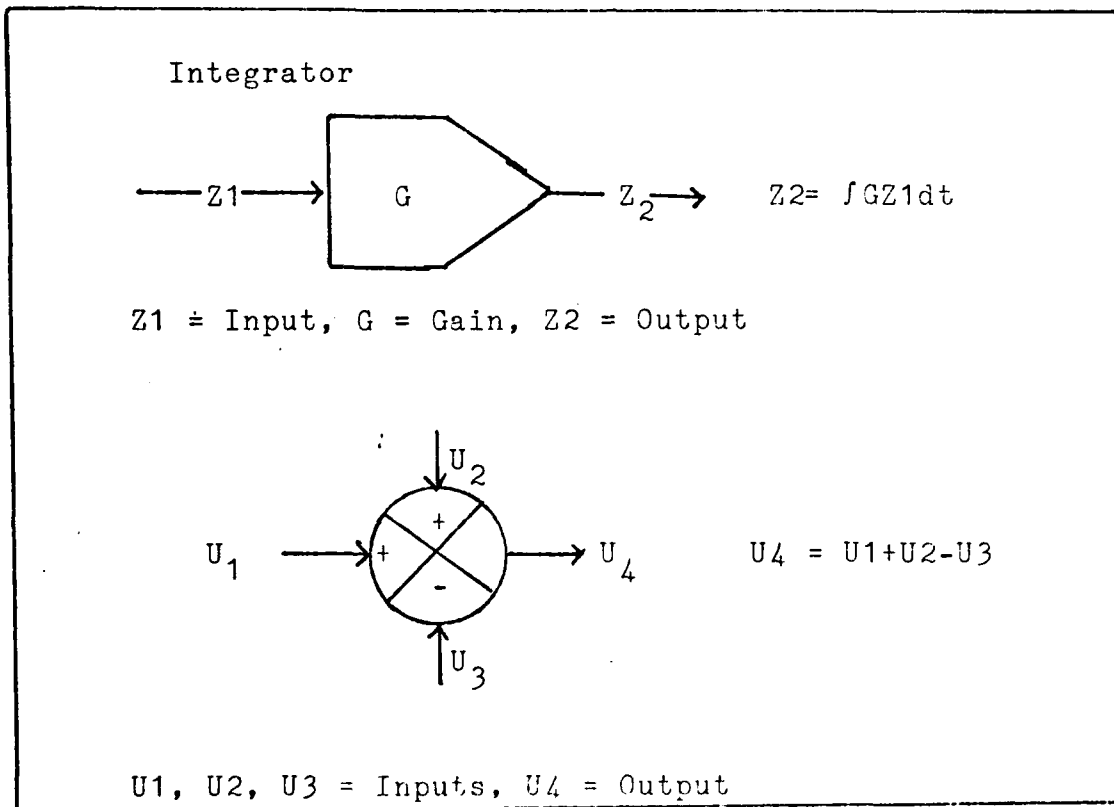 Integrator
Z1 G Z₂ Z2= ∫GZ1dt
Z1 = Input, G = Gain, Z2 = Output
U₂
+
U₁ + U₄ U4 = U1+U2-U3
-
U₃
U1, U2, U3 = Inputs, U4 = Output